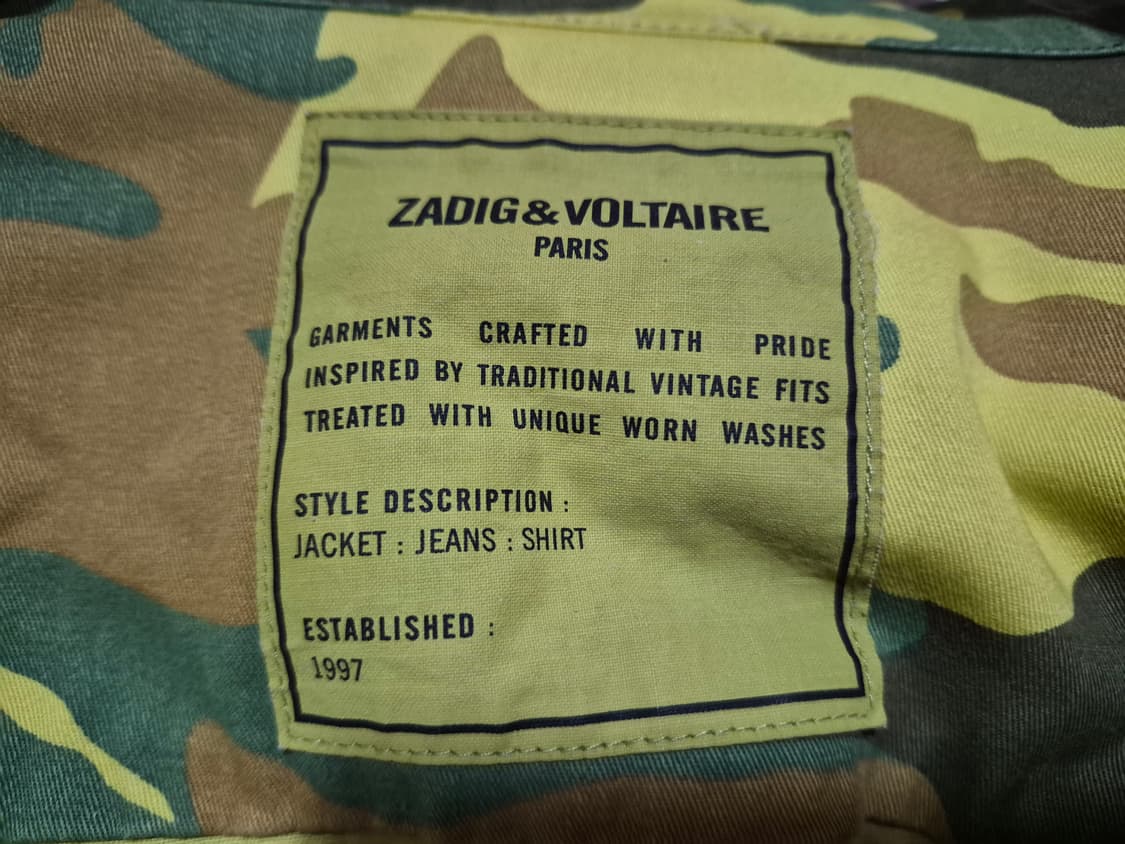 ZADIG&VOLTAIRE
PARIS
GARMENTS CRAFTED WITH PRIDE
INSPIRED BY TRADITIONAL VINTAGE FITS
TREATED WITH UNIQUE WORN WASHES
STYLE DESCRIPTION :
JACKET : JEANS : SHIRT
ESTABLISHED :
1997